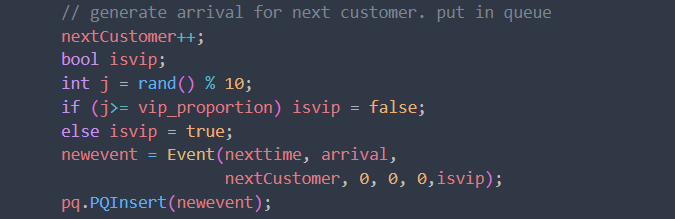 // generate arrival for next customer. put in queue
nextCustomer++;
bool isvip;
int j = rand() % 10;
if (j>= vip_proportion) isvip = false;
else isvip = true;
newevent = Event(nexttime, arrival,
nextCustomer, 0, 0, 0,isvip);
pq.PQInsert(newevent);